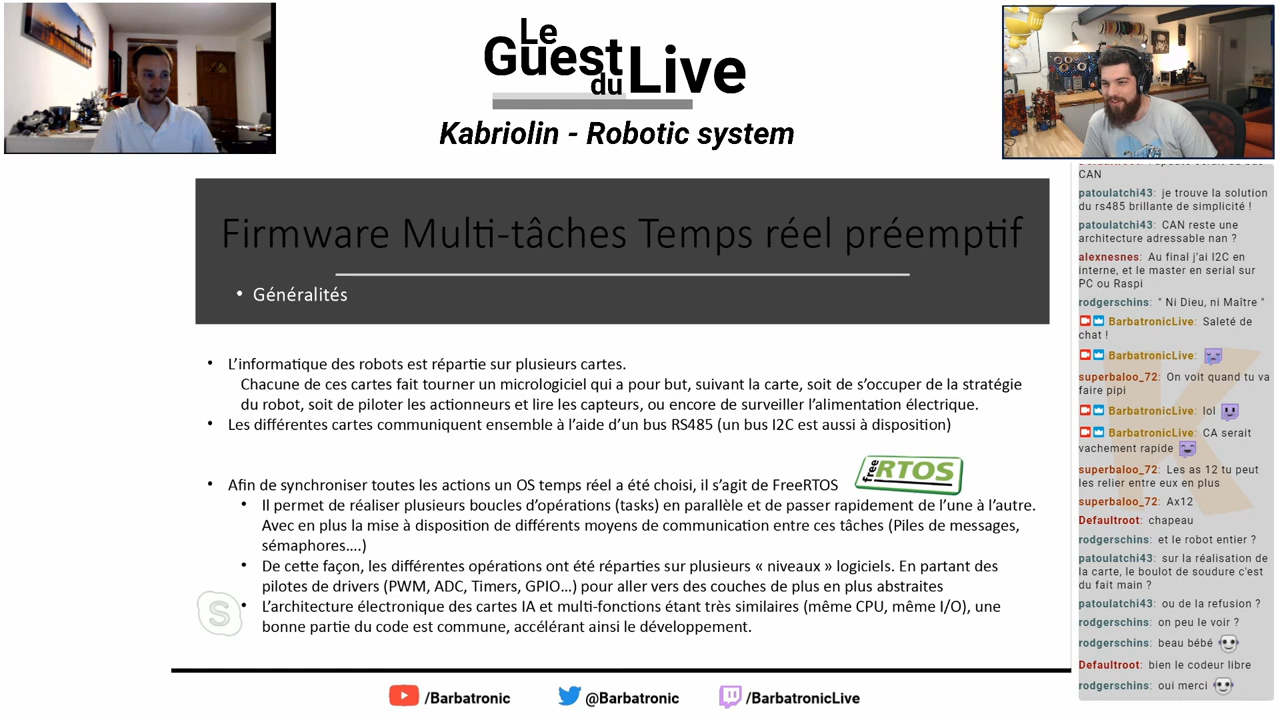 Le
Guest
du Live
Kabriolin - Robotic system
Firmware Multi-tâches Temps réel préemptif
• Généralités
• L'informatique des robots est répartie sur plusieurs cartes.
Chacune de ces cartes fait tourner un micrologiciel qui a pour but, suivant la carte, soit de s'occuper de la stratégie
du robot, soit de piloter les actionneurs et lire les capteurs, ou encore de surveiller l'alimentation électrique.
• Les différentes cartes communiquent ensemble à l'aide d'un bus RS485 (un bus I2C est aussi à disposition)
• Afin de synchroniser toutes les actions un OS temps réel a été choisi, il s'agit de FreeRTOS
free RTOS
• Il permet de réaliser plusieurs boucles d'opérations (tasks) en parallèle et de passer rapidement de l'une à l'autre.
Avec en plus la mise à disposition de différents moyens de communication entre ces tâches (Piles de messages,
sémaphores....)
• De cette façon, les différentes opérations ont été réparties sur plusieurs « niveaux » logiciels. En partant des
pilotes de drivers (PWM, ADC, Timers, GPIO...) pour aller vers des couches de plus en plus abstraites
• L'architecture électronique des cartes IA et multi-fonctions étant très similaires (même CPU, même I/O), une
bonne partie du code est commune, accélérant ainsi le développement.
S
/Barbatronic
@Barbatronic
/BarbatronicLive
CAN
patoulatchi43: je trouve la solution
du rs485 brillante de simplicité !
patoulatchi43: CAN reste une
architecture adressable nan ?
alexnesnes: Au final j'ai I2C en
interne, et le master en serial sur
PC ou Raspi
rodgerschins: " Ni Dieu, ni Maître "
BarbatronicLive: Saleté de
chat !
BarbatronicLive:
superbaloo_72: On voit quand tu va
faire pipi
BarbatronicLive: lol
BarbatronicLive: CA serait
vachement rapide
superbaloo_72: Les as 12 tu peut
les relier entre eux en plus
superbaloo_72: Ax12
Defaultroot: chapeau
rodgerschins: et le robot entier ?
patoulatchi43: sur la réalisation de
la carte, le boulot de soudure c'est
du fait main ?
patoulatchi43: ou de la refusion ?
rodgerschins: on peu le voir ?
rodgerschins: beau bébé
Defaultroot: bien le codeur libre
rodgerschins: oui merci